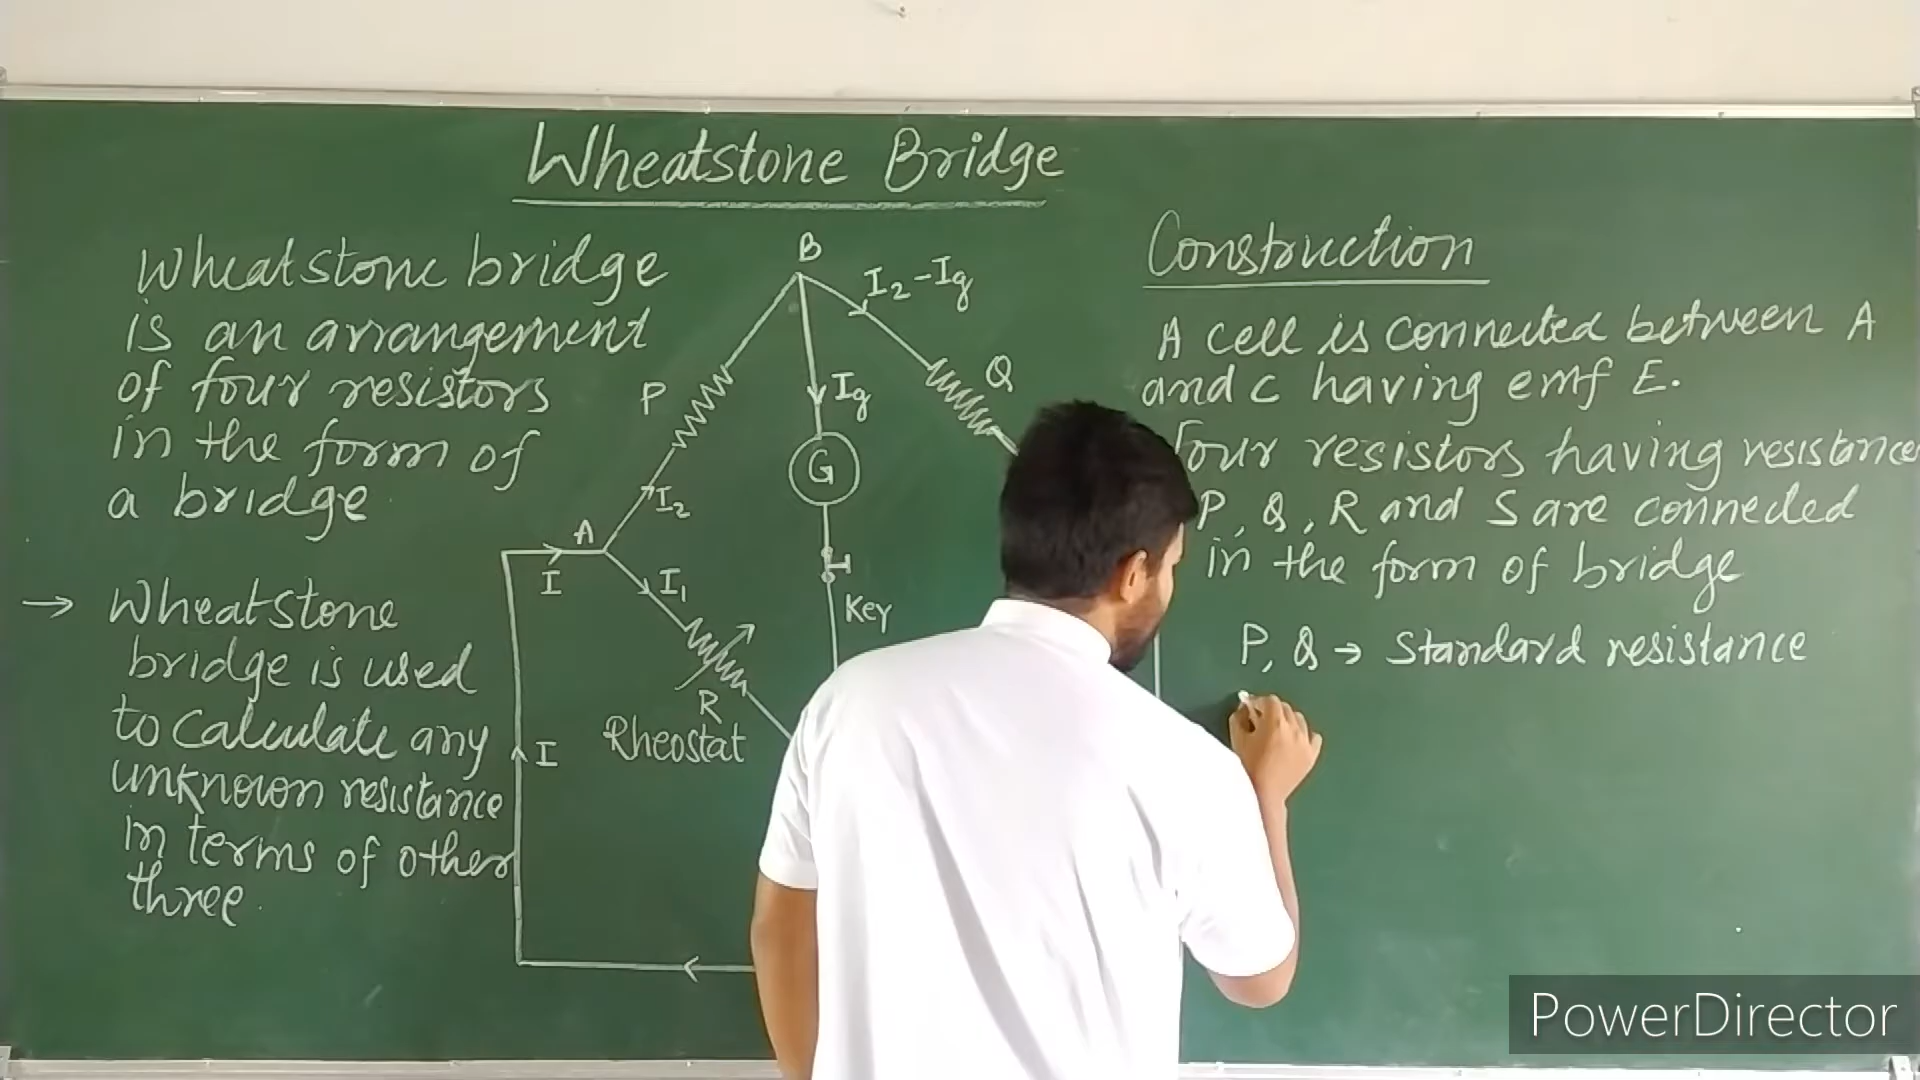 Wheatstone Bridge
Wheatstone bridge
is an arrangement
of four resistors
in the form of
a bridge
→ Wheatstone
bridge is used
to calculate any
unknown resistance
in terms of other
three.
B
I₂-Ig
P
Q
Ig
G
I₂
A
I
I₁
Key
R
Rheostat
I
Construction
A cell is connected between A
and C having emf E.
Four resistors having resistance
P, Q, R and S are connected
in the form of bridge
P, Q → Standard resistance
PowerDirector